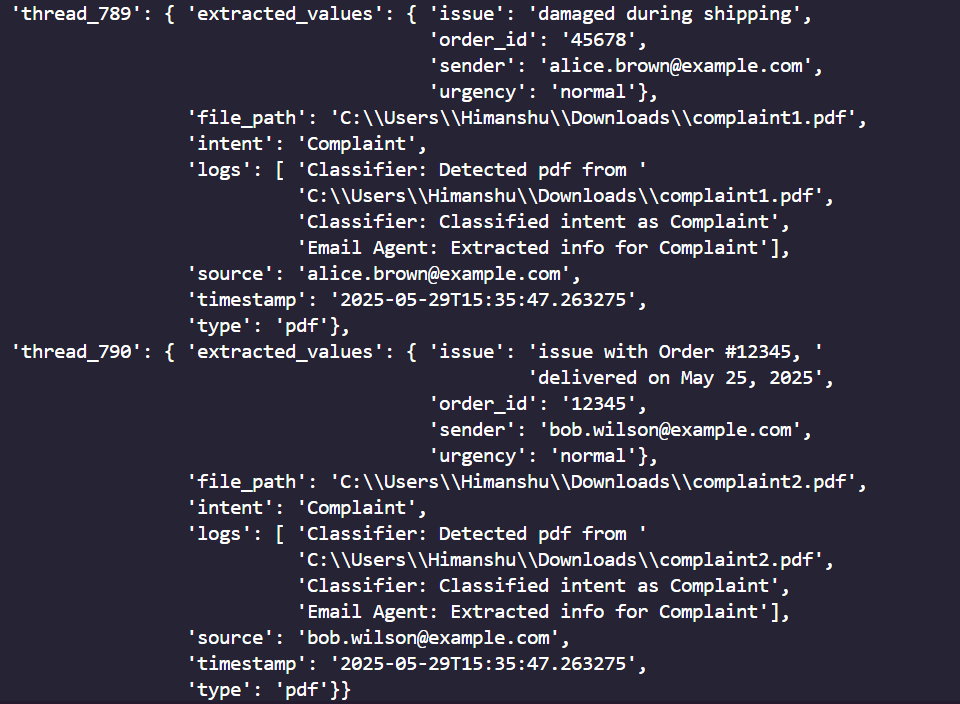 'thread_789': { 'extracted_values': { 'issue': 'damaged during shipping',
'order_id': '45678',
'sender': 'alice.brown@example.com',
'urgency': 'normal'},
'file_path': 'C:\\Users\\Himanshu\\Downloads\\complaint1.pdf',
'intent': 'Complaint',
'logs': [ 'Classifier: Detected pdf from '
'C:\\Users\\Himanshu\\Downloads\\complaint1.pdf',
'Classifier: Classified intent as Complaint',
'Email Agent: Extracted info for Complaint'],
'source': 'alice.brown@example.com',
'timestamp': '2025-05-29T15:35:47.263275',
'type': 'pdf'},
'thread_790': { 'extracted_values': { 'issue': 'issue with Order #12345, '
'delivered on May 25, 2025',
'order_id': '12345',
'sender': 'bob.wilson@example.com',
'urgency': 'normal'},
'file_path': 'C:\\Users\\Himanshu\\Downloads\\complaint2.pdf',
'intent': 'Complaint',
'logs': [ 'Classifier: Detected pdf from '
'C:\\Users\\Himanshu\\Downloads\\complaint2.pdf',
'Classifier: Classified intent as Complaint',
'Email Agent: Extracted info for Complaint'],
'source': 'bob.wilson@example.com',
'timestamp': '2025-05-29T15:35:47.263275',
'type': 'pdf'}}